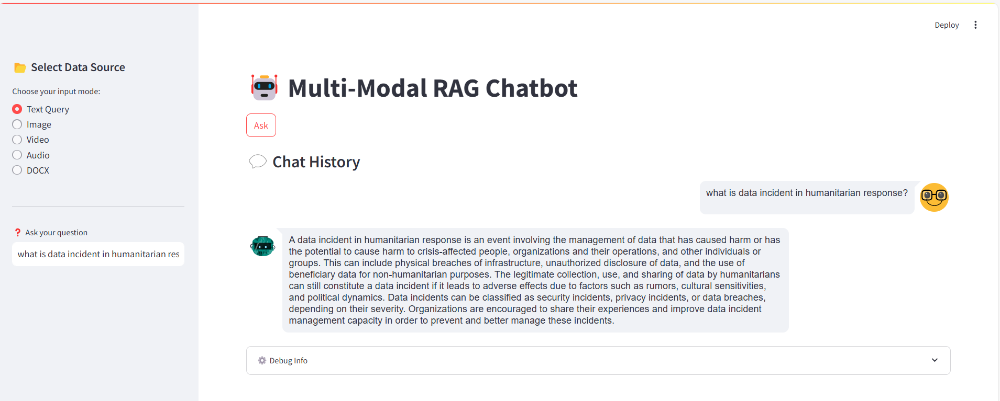 Deploy
Select Data Source
Choose your input mode:
Text Query
Image
Video
Audio
DOCX
Ask your question
what is data incident in humanitarian res
Multi-Modal RAG Chatbot
Ask
Chat History
what is data incident in humanitarian response?
A data incident in humanitarian response is an event involving the management of data that has caused harm or has
the potential to cause harm to crisis-affected people, organizations and their operations, and other individuals or
groups. This can include physical breaches of infrastructure, unauthorized disclosure of data, and the use of
beneficiary data for non-humanitarian purposes. The legitimate collection, use, and sharing of data by humanitarians
can still constitute a data incident if it leads to adverse effects due to factors such as rumors, cultural sensitivities,
and political dynamics. Data incidents can be classified as security incidents, privacy incidents, or data breaches,
depending on their severity. Organizations are encouraged to share their experiences and improve data incident
management capacity in order to prevent and better manage these incidents.
Debug Info